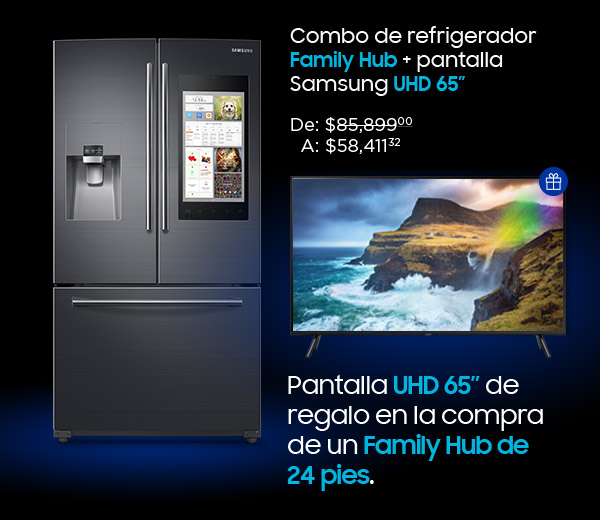 SAMSUNG
Combo de refrigerador
Family Hub + pantalla
Samsung UHD 65”
De: $85,899⁰⁰
A: $58,411³²
Pantalla UHD 65” de
regalo en la compra
de un Family Hub de
24 pies.